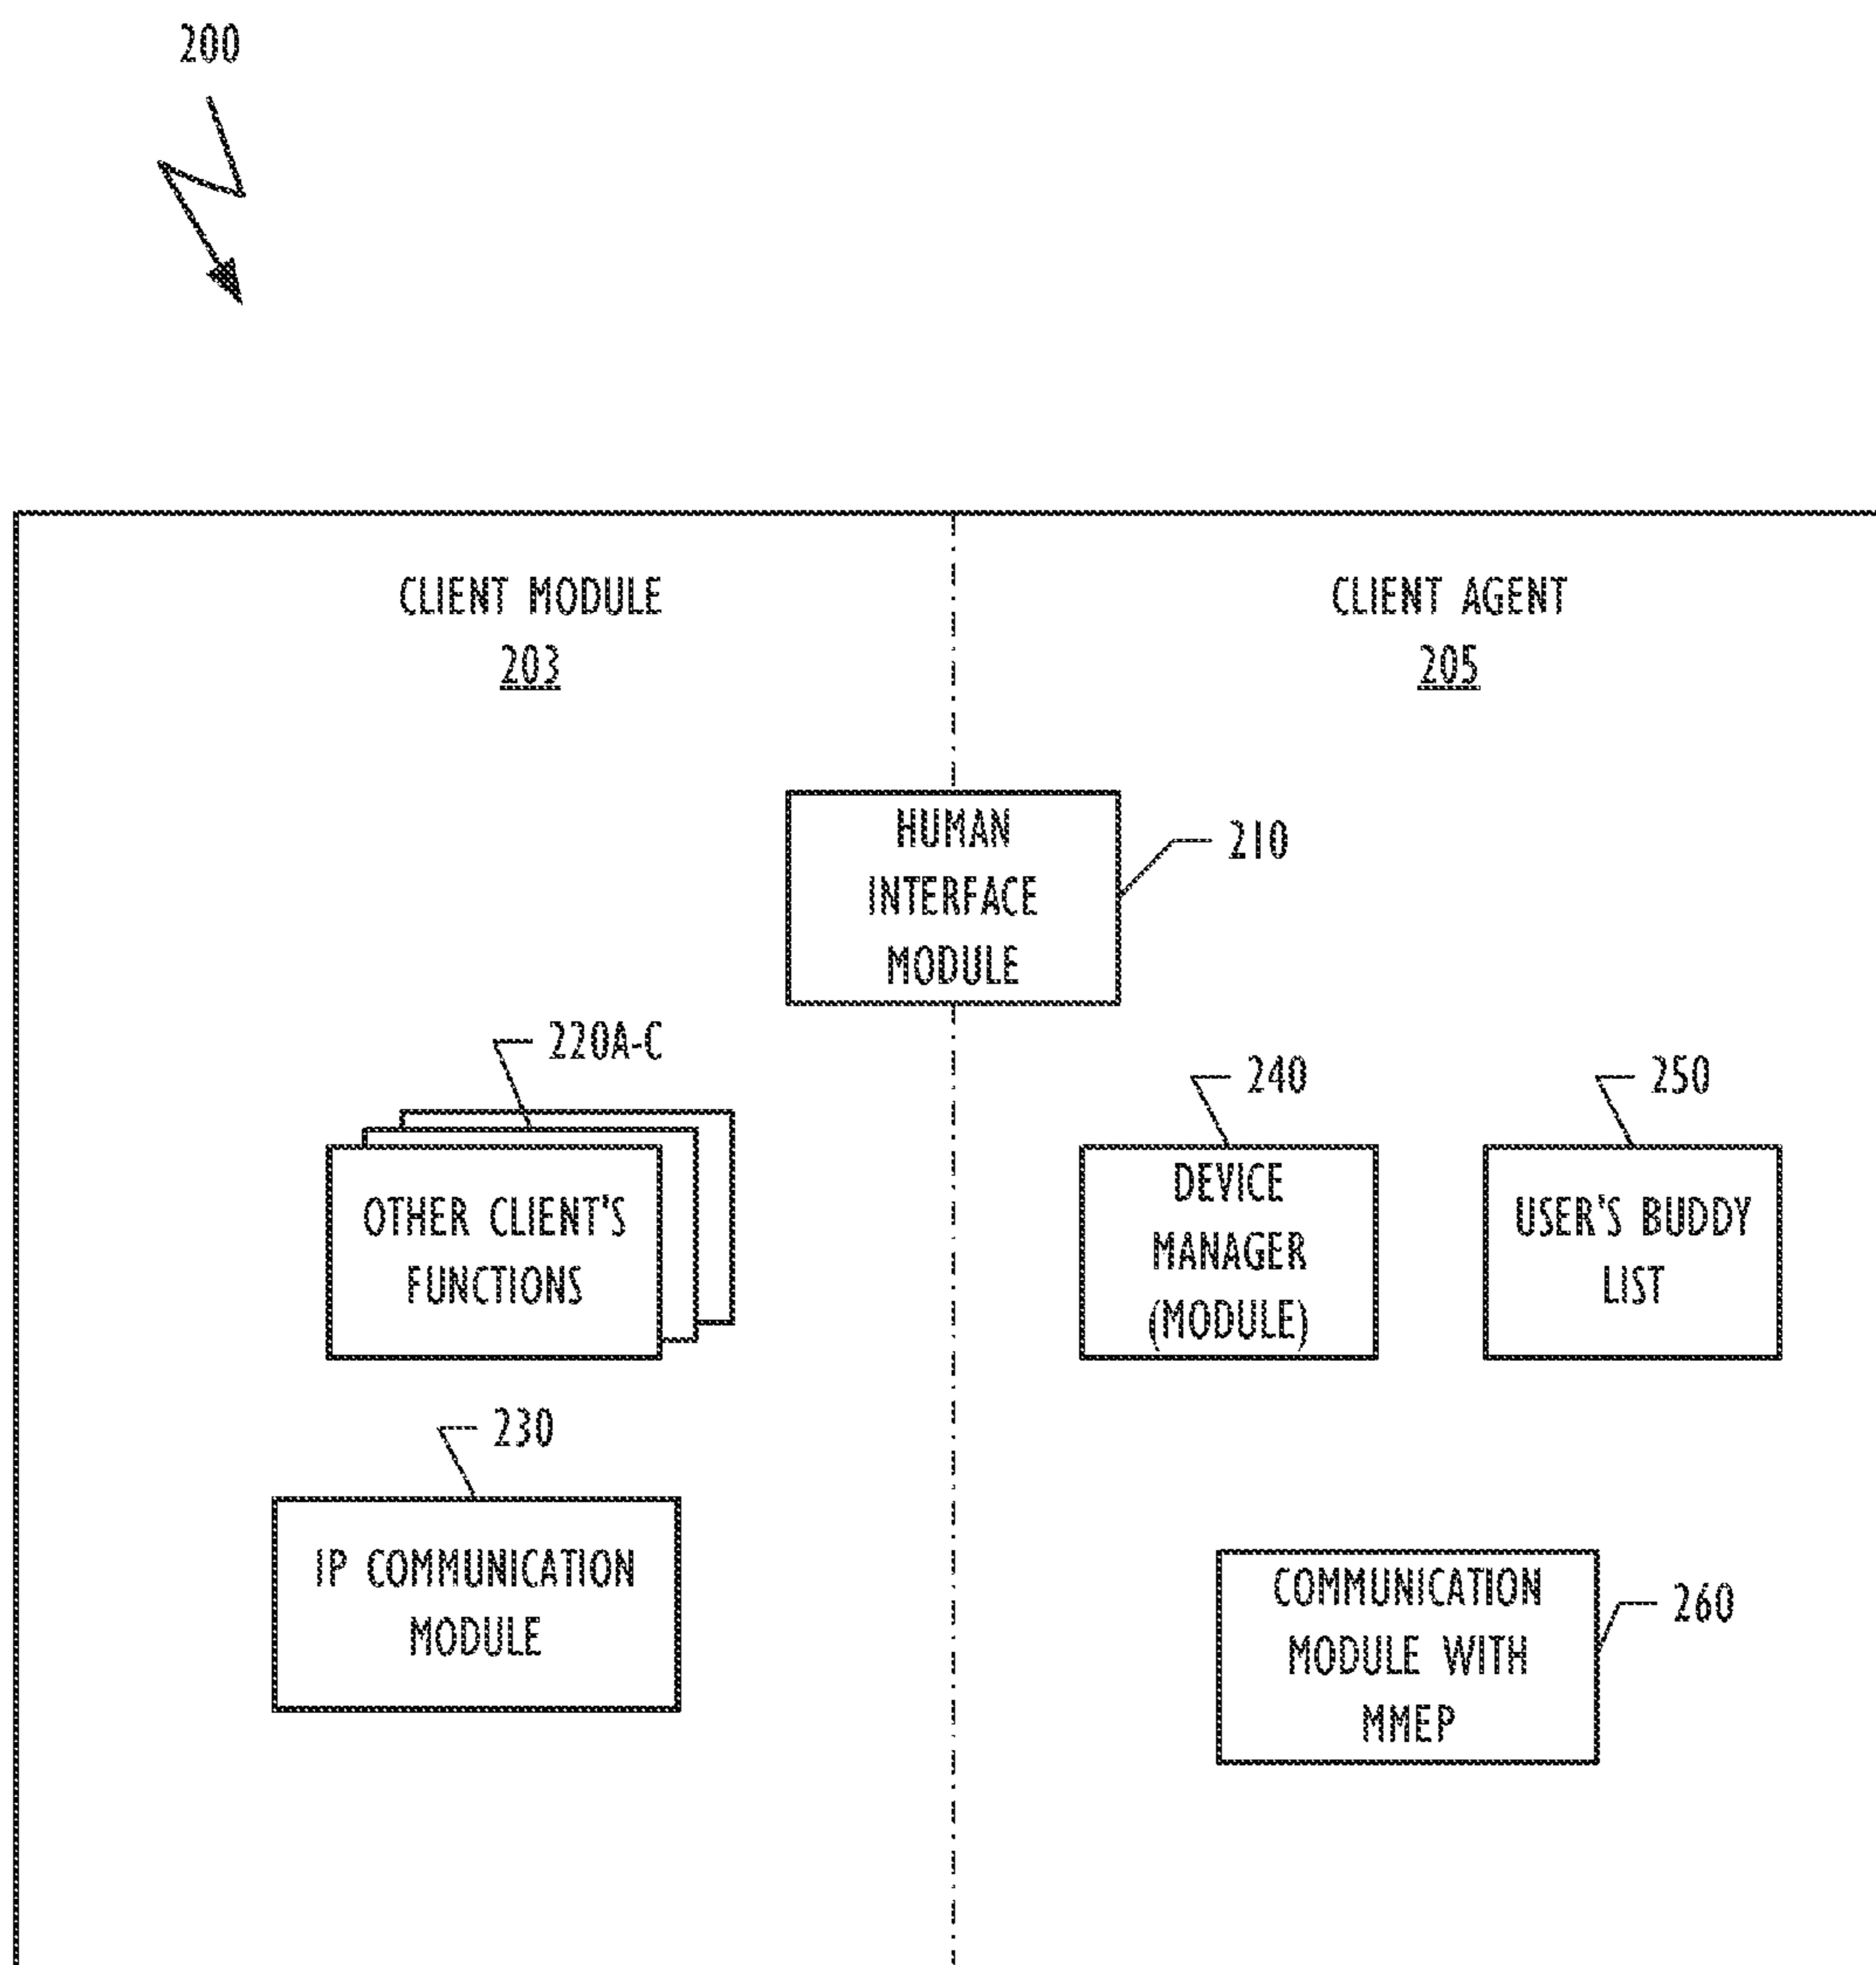 200
CLIENT MODULE
203
CLIENT AGENT
205
HUMAN
INTERFACE
MODULE
210
220A-C
OTHER CLIENT'S
FUNCTIONS
240
DEVICE
MANAGER
(MODULE)
250
USER'S BUDDY
LIST
230
IP COMMUNICATION
MODULE
COMMUNICATION
MODULE WITH
MMEP
260